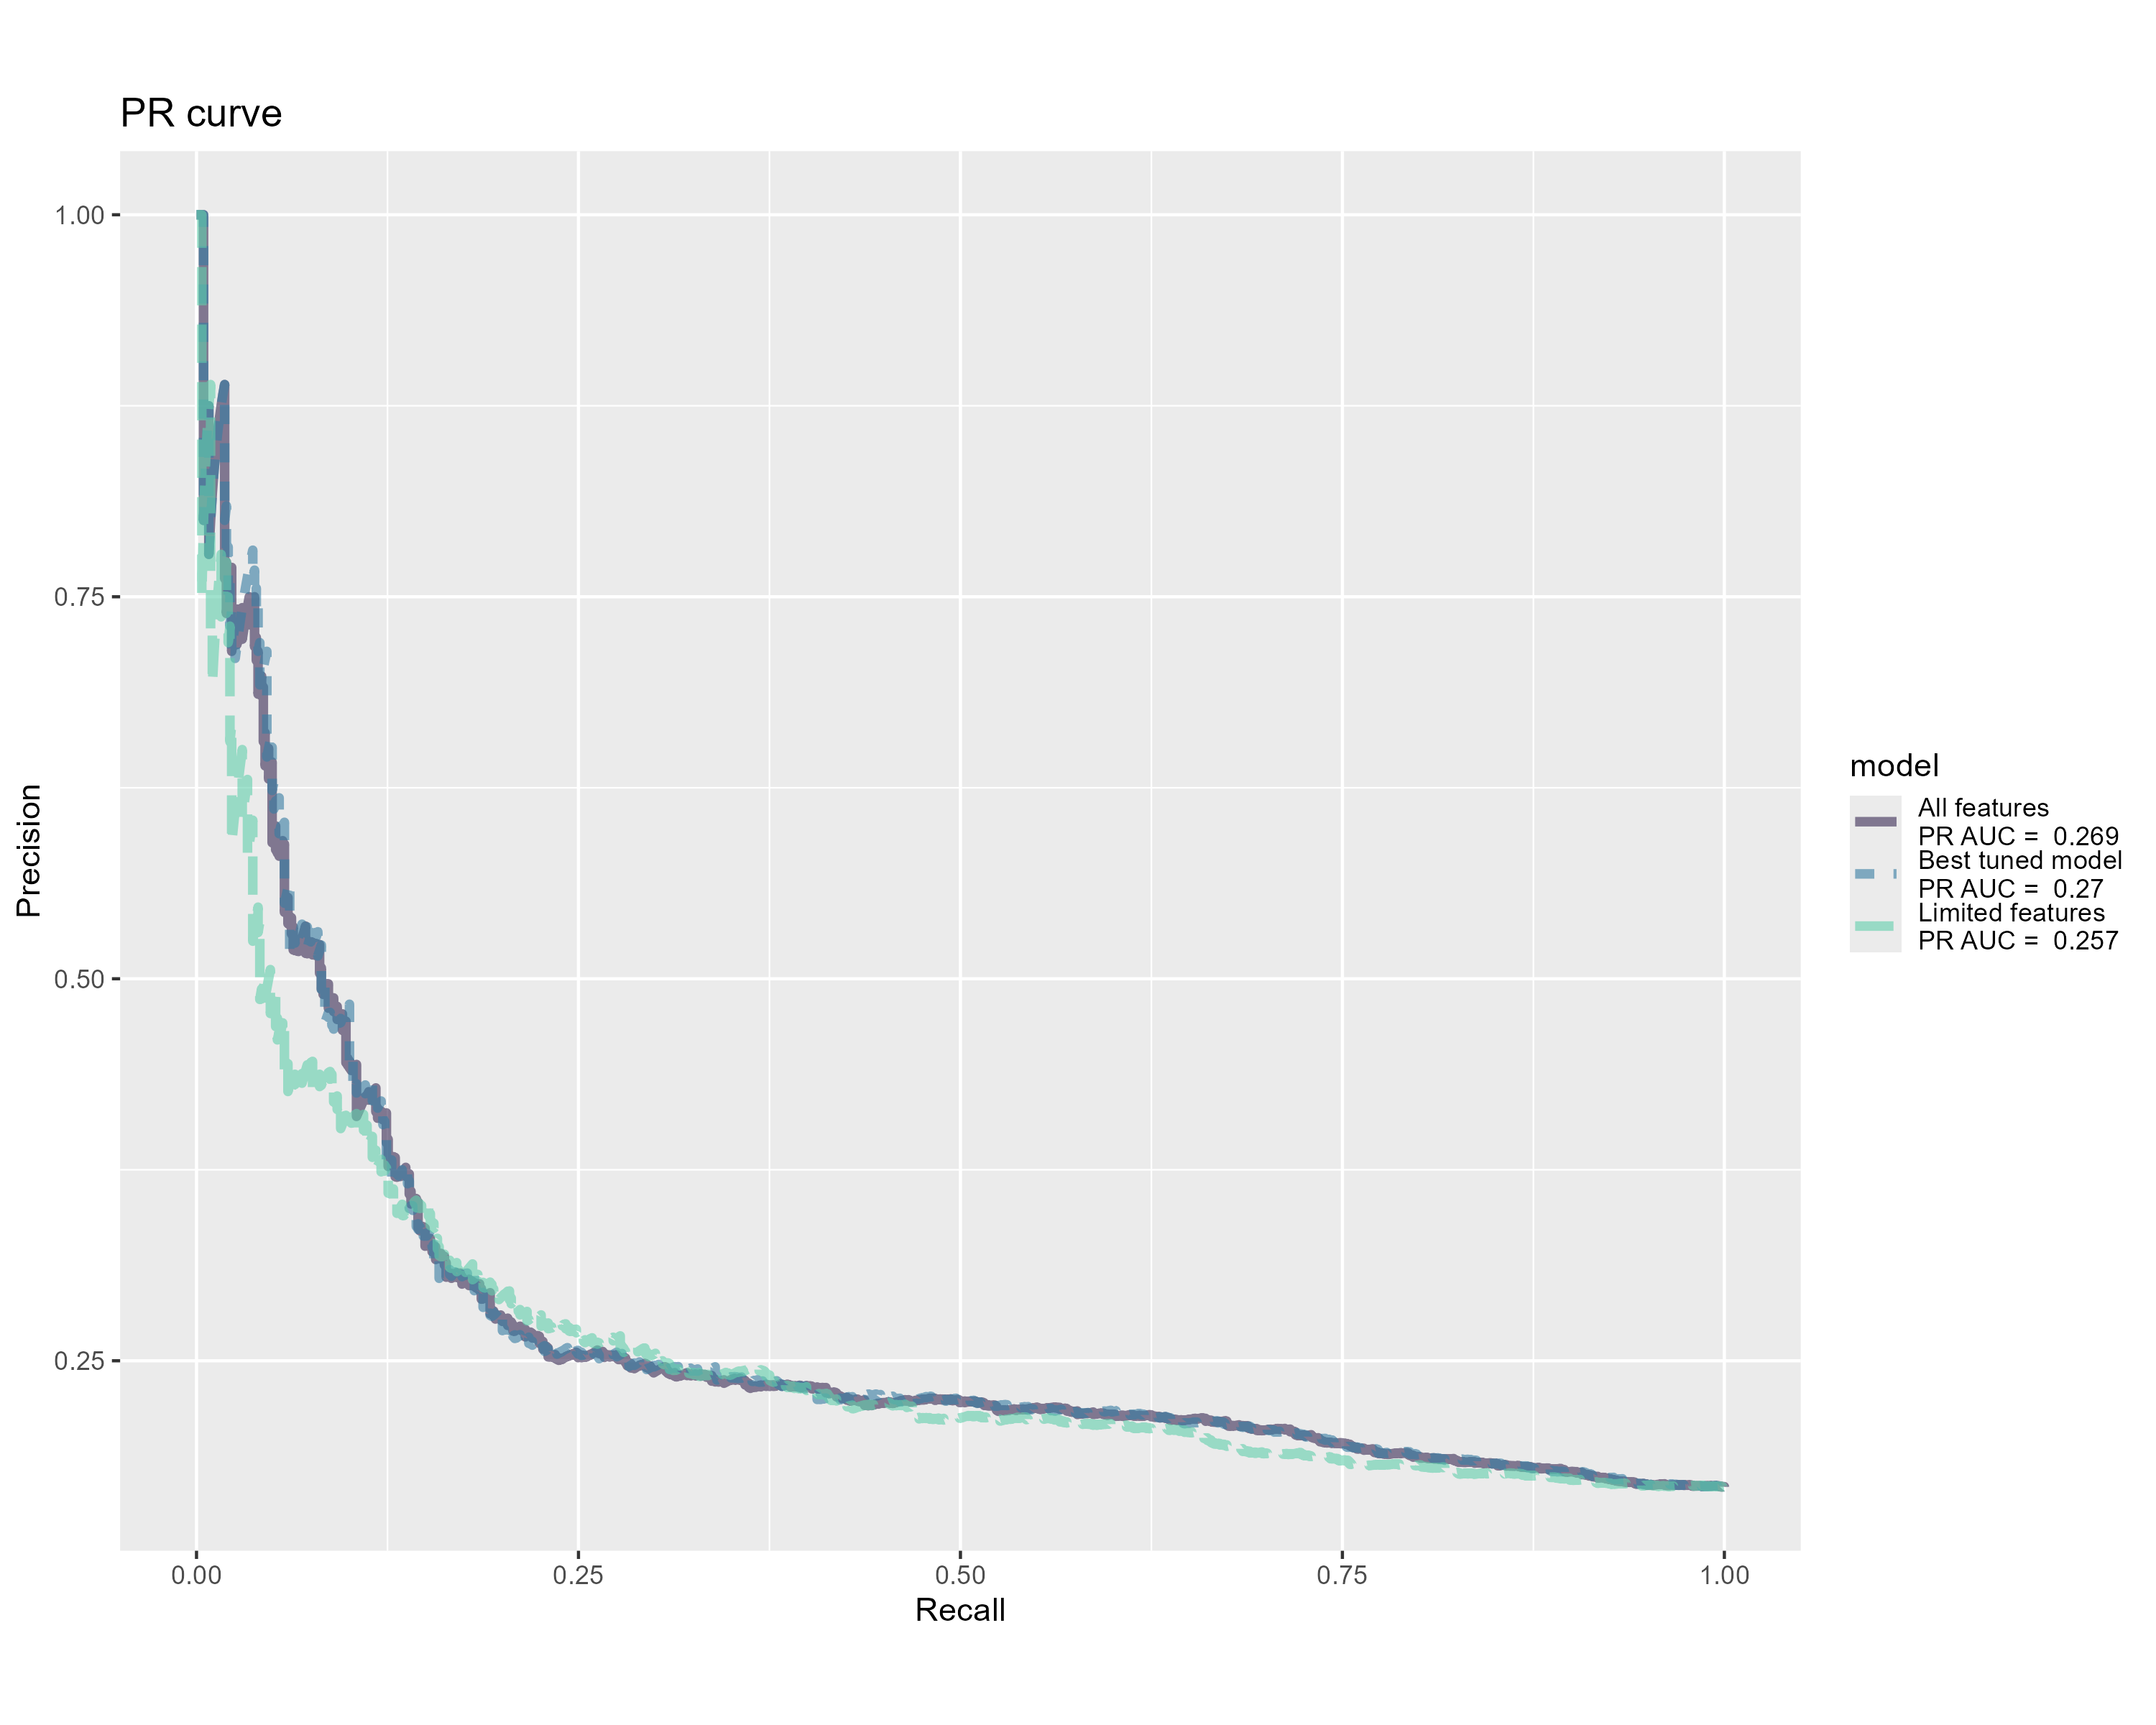 PR curve
1.00
0.75
0.50
0.25
Precision
0.00
0.25
0.50
0.75
1.00
Recall
model
All features
PR AUC = 0.269
Best tuned model
PR AUC = 0.27
Limited features
PR AUC = 0.257